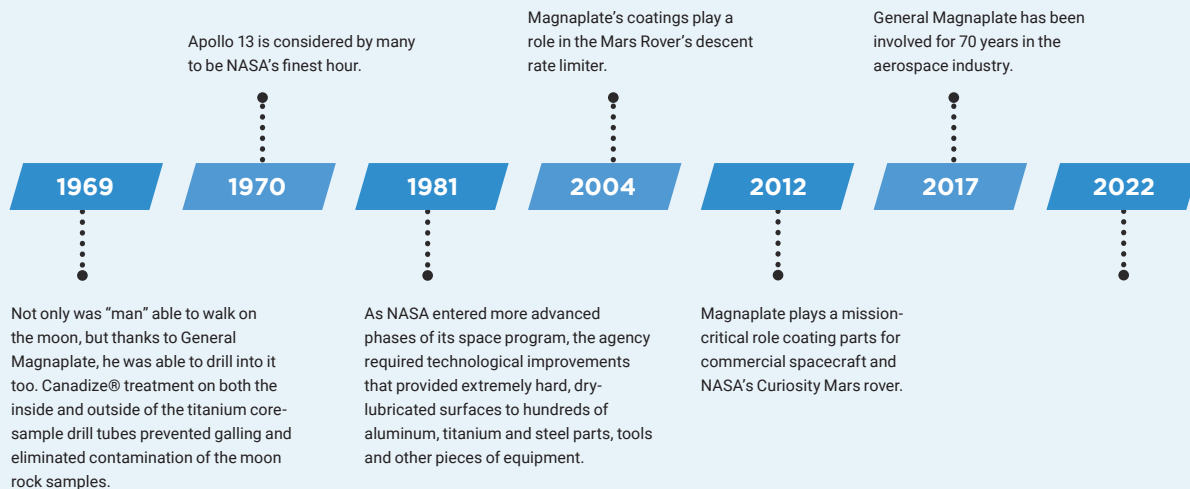 Apollo 13 is considered by many
to be NASA’s finest hour.
Magnaplate’s coatings play a
role in the Mars Rover’s descent
rate limiter.
General Magnaplate has been
involved for 70 years in the
aerospace industry.
1969
1970
1981
2004
2012
2017
2022
Not only was “man” able to walk on
the moon, but thanks to General
Magnaplate, he was able to drill into it
too. Canadize® treatment on both the
inside and outside of the titanium core-
sample drill tubes prevented galling and
eliminated contamination of the moon
rock samples.
As NASA entered more advanced
phases of its space program, the agency
required technological improvements
that provided extremely hard, dry-
lubricated surfaces to hundreds of
aluminum, titanium and steel parts, tools
and other pieces of equipment.
Magnaplate plays a mission-
critical role coating parts for
commercial spacecraft and
NASA’s Curiosity Mars rover.